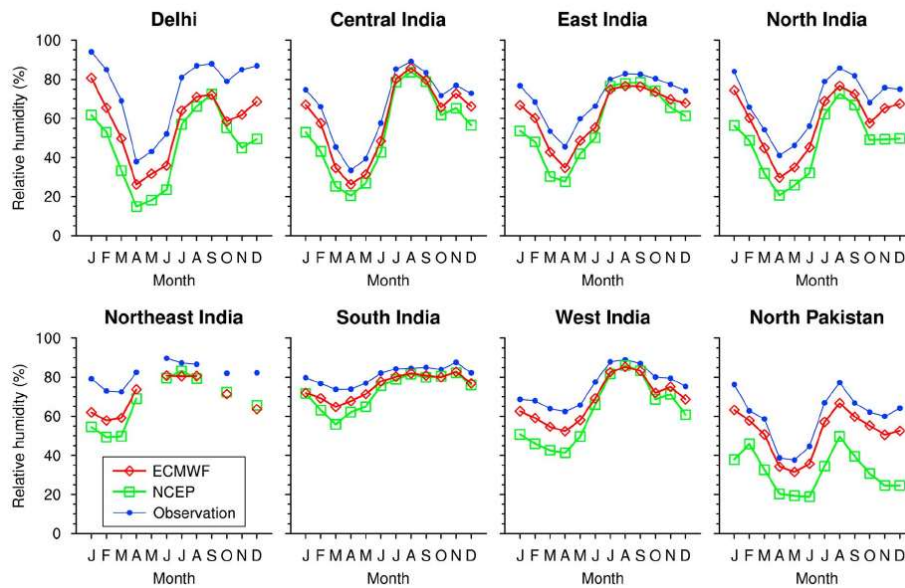 Delhi
Central India
East India
North India
Relative humidity (%)
100
80
60
40
20
0
J F M A M J J A S O N D
J F M A M J J A S O N D
J F M A M J J A S O N D
J F M A M J J A S O N D
Month
Month
Month
Month
Northeast India
South India
West India
North Pakistan
Relative humidity (%)
100
80
60
40
20
0
ECMWF
NCEP
Observation
J F M A M J J A S O N D
J F M A M J J A S O N D
J F M A M J J A S O N D
J F M A M J J A S O N D
Month
Month
Month
Month